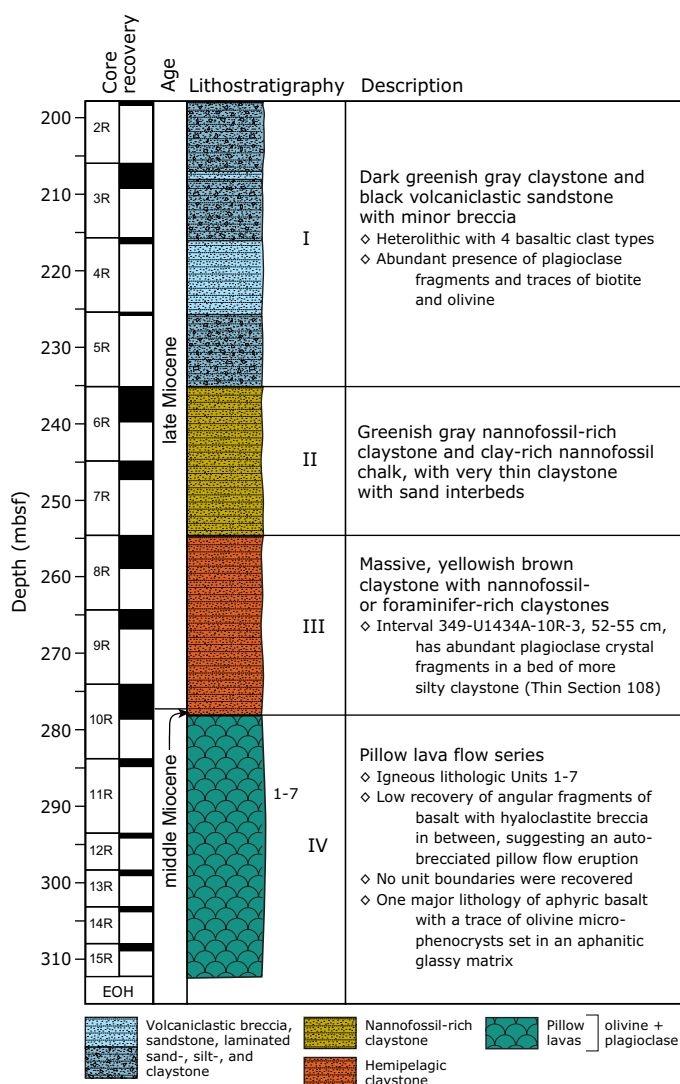 Core
recovery
Age
Lithostratigraphy
Description
Depth (mbsf)
200
210
220
230
240
250
260
270
280
290
300
310
2R
3R
4R
5R
6R
7R
8R
9R
10R
11R
12R
13R
14R
15R
EOH
late Miocene
middle Miocene
I
Dark greenish gray claystone and
black volcaniclastic sandstone
with minor breccia
◊ Heterolithic with 4 basaltic clast types
◊ Abundant presence of plagioclase
fragments and traces of biotite
and olivine
II
Greenish gray nannofossil-rich
claystone and clay-rich nannofossil
chalk, with very thin claystone
with sand interbeds
III
Massive, yellowish brown
claystone with nannofossil-
or foraminifer-rich claystones
◊ Interval 349-U1434A-10R-3, 52-55 cm,
has abundant plagioclase crystal
fragments in a bed of more
silty claystone (Thin Section 108)
1-7
IV
Pillow lava flow series
◊ Igneous lithologic Units 1-7
◊ Low recovery of angular fragments of
basalt with hyaloclastite breccia
in between, suggesting an auto-
brecciated pillow flow eruption
◊ No unit boundaries were recovered
◊ One major lithology of aphyric basalt
with a trace of olivine micro-
phenocrysts set in an aphanitic
glassy matrix
Volcaniclastic breccia,
sandstone, laminated
sand-, silt-, and
claystone
Nannofossil-rich
claystone
Hemipelagic
claystone
Pillow
lavas
olivine +
plagioclase